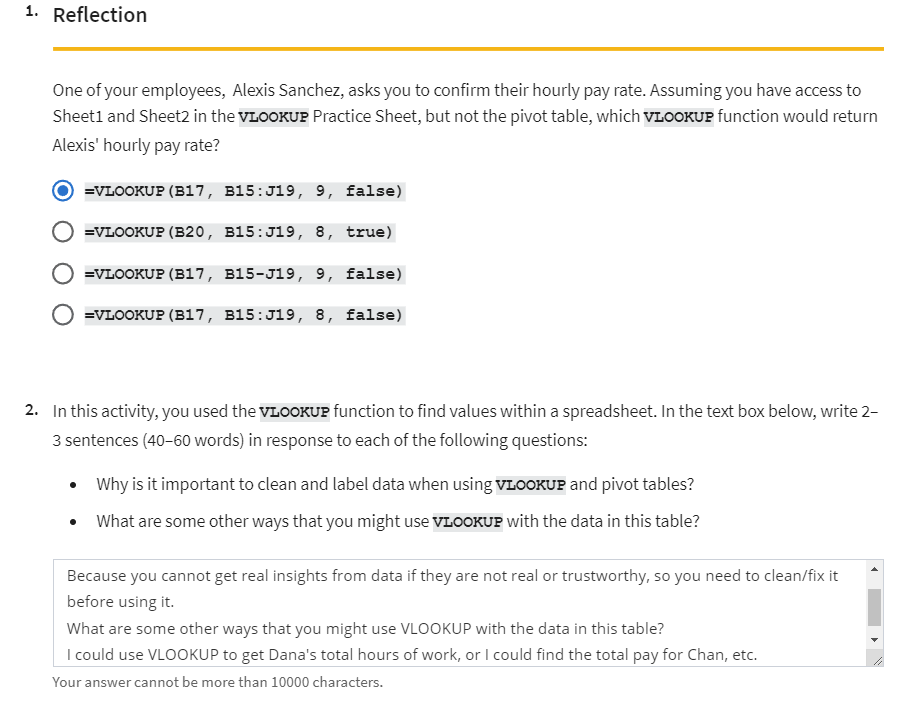 1. Reflection
One of your employees, Alexis Sanchez, asks you to confirm their hourly pay rate. Assuming you have access to
Sheet1 and Sheet2 in the VLOOKUP Practice Sheet, but not the pivot table, which VLOOKUP function would return
Alexis' hourly pay rate?
=VLOOKUP(B17, B15:J19, 9, false)
=VLOOKUP(B20, B15:J19, 8, true)
=VLOOKUP(B17, B15-J19, 9, false)
=VLOOKUP(B17, B15:J19, 8, false)
2. In this activity, you used the VLOOKUP function to find values within a spreadsheet. In the text box below, write 2–
3 sentences (40–60 words) in response to each of the following questions:
• Why is it important to clean and label data when using VLOOKUP and pivot tables?
• What are some other ways that you might use VLOOKUP with the data in this table?
Because you cannot get real insights from data if they are not real or trustworthy, so you need to clean/fix it
before using it.
What are some other ways that you might use VLOOKUP with the data in this table?
I could use VLOOKUP to get Dana's total hours of work, or I could find the total pay for Chan, etc.
Your answer cannot be more than 10000 characters.